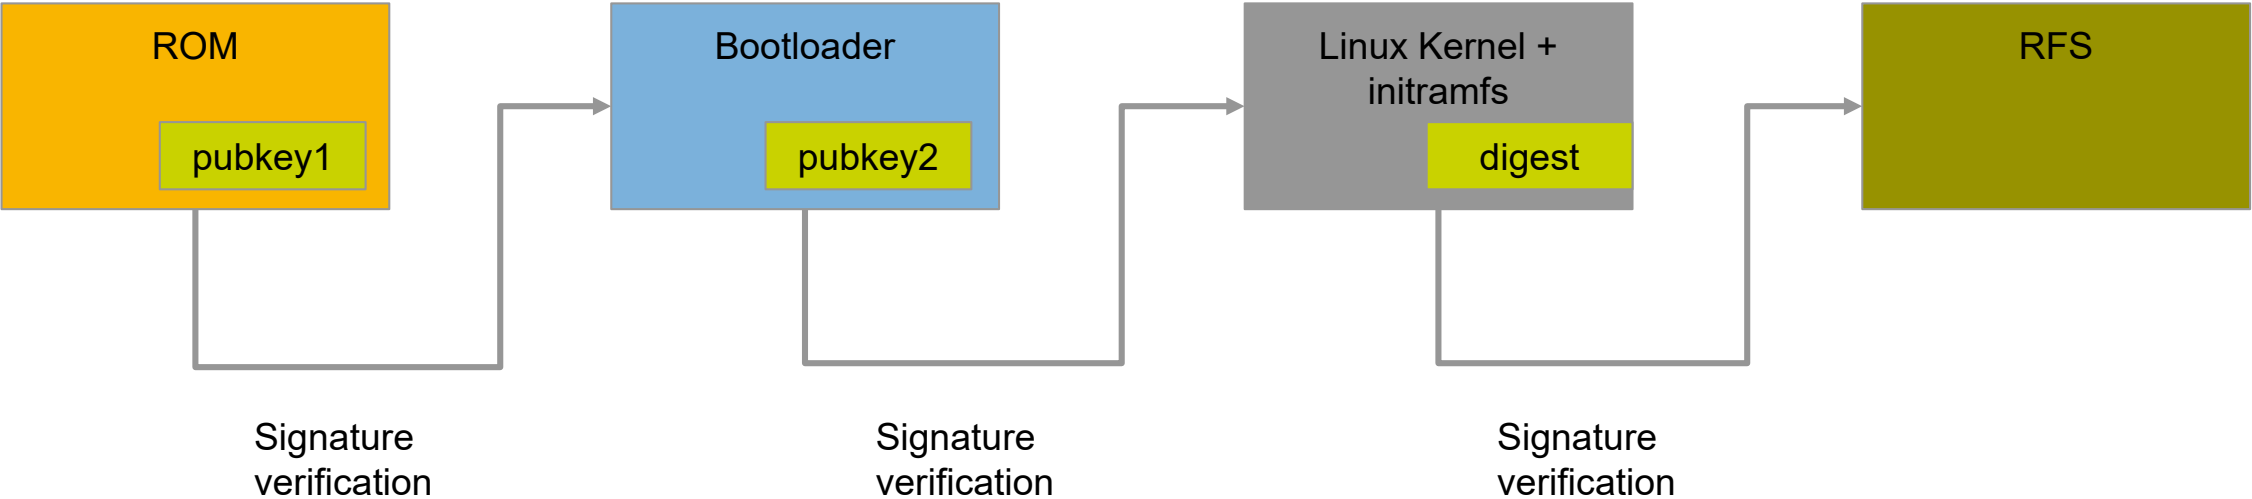 ROM
pubkey1
Bootloader
pubkey2
Linux Kernel +
initramfs
digest
RFS
Signature
verification
Signature
verification
Signature
verification